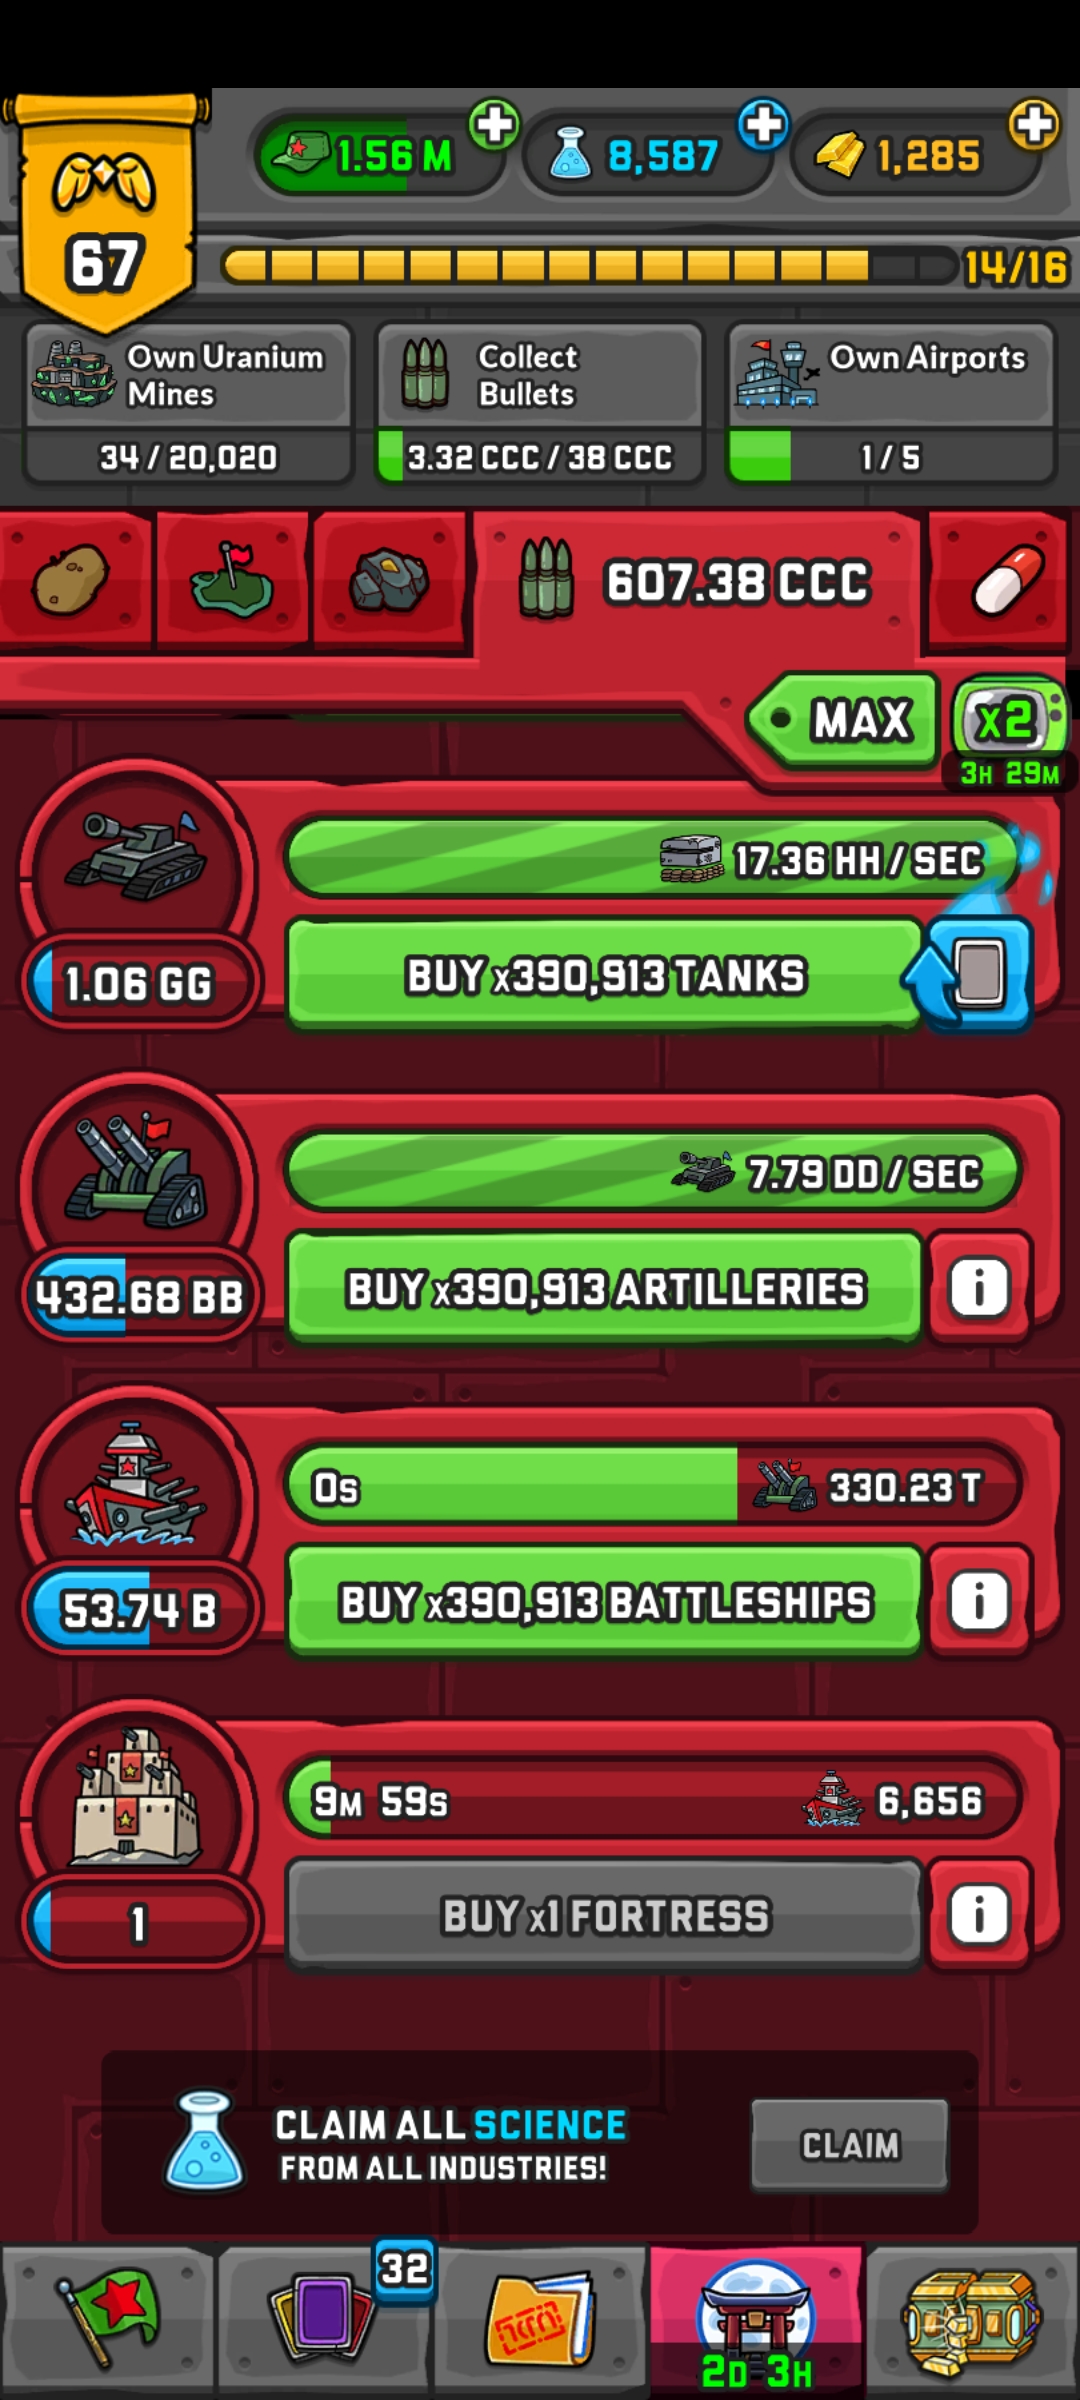 1.56 M
8,587
1,285
67
14/16
Own Uranium
Mines
34 / 20,020
Collect
Bullets
3.32 CCC / 38 CCC
Own Airports
1 / 5
607.38 CCC
MAX
x2
3H 29M
17.36 HH / SEC
1.06 GG
BUY x390,913 TANKS
7.79 DD / SEC
432.68 BB
BUY x390,913 ARTILLERIES
i
0s
330.23 T
53.74 B
BUY x390,913 BATTLESHIPS
i
9M 59s
6,656
1
BUY x1 FORTRESS
i
CLAIM ALL SCIENCE
FROM ALL INDUSTRIES!
CLAIM
32
2D 3H